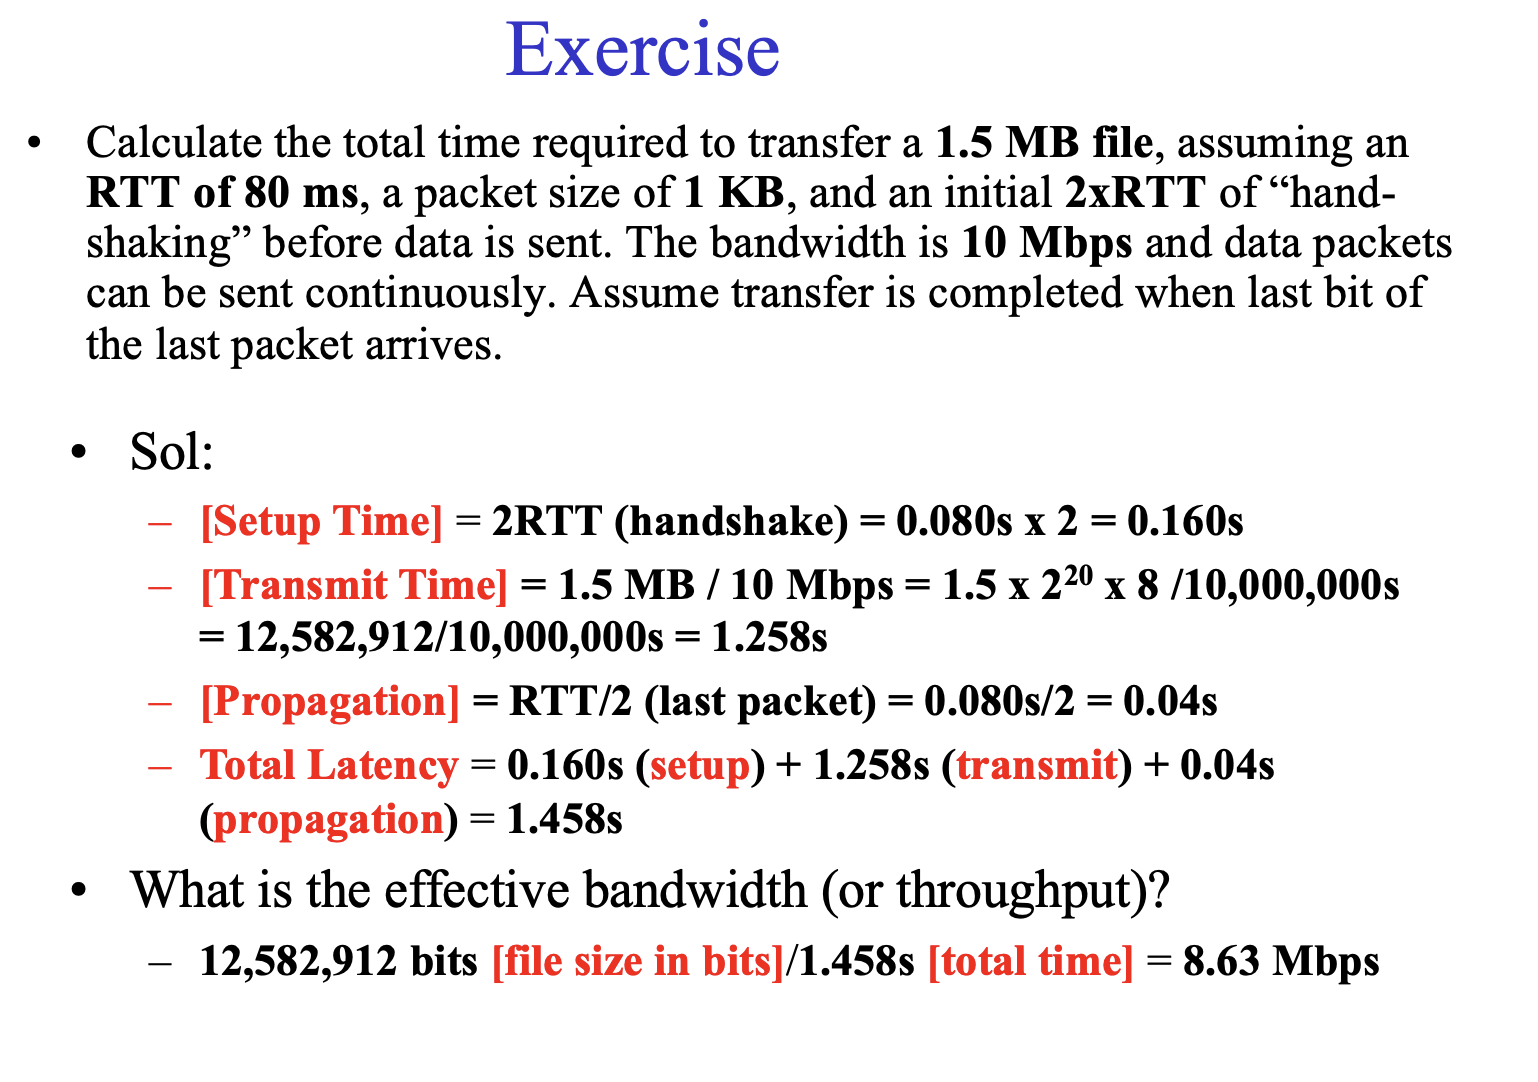 Exercise
• Calculate the total time required to transfer a 1.5 MB file, assuming an
RTT of 80 ms, a packet size of 1 KB, and an initial 2xRTT of “hand-
shaking” before data is sent. The bandwidth is 10 Mbps and data packets
can be sent continuously. Assume transfer is completed when last bit of
the last packet arrives.
• Sol:
– [Setup Time] = 2RTT (handshake) = 0.080s x 2 = 0.160s
– [Transmit Time] = 1.5 MB / 10 Mbps = 1.5 x 2²⁰ x 8 /10,000,000s
= 12,582,912/10,000,000s = 1.258s
– [Propagation] = RTT/2 (last packet) = 0.080s/2 = 0.04s
– Total Latency = 0.160s (setup) + 1.258s (transmit) + 0.04s
(propagation) = 1.458s
• What is the effective bandwidth (or throughput)?
– 12,582,912 bits [file size in bits]/1.458s [total time] = 8.63 Mbps